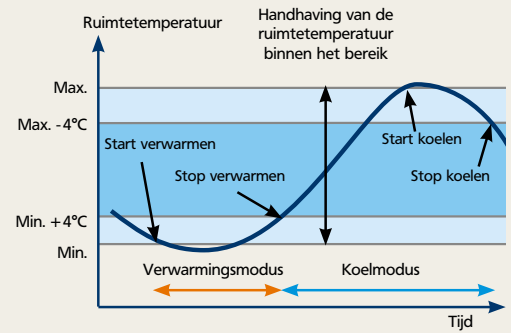 Ruimtetemperatuur
Handhaving van de
ruimtetemperatuur
binnen het bereik
Max.
Max. -4°C
Start verwarmen
Start koelen
Stop verwarmen
Stop koelen
Min. +4°C
Min.
Verwarmingsmodus
Koelmodus
Tijd